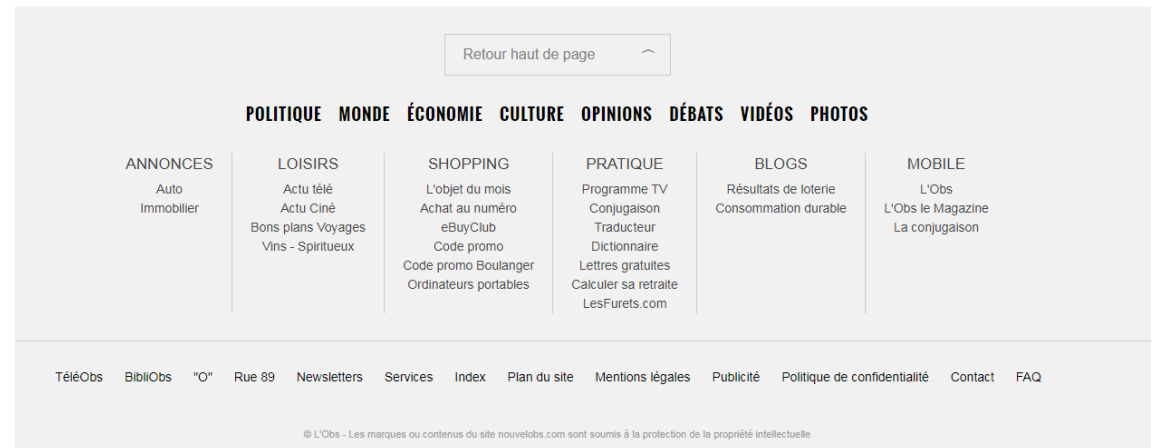 Retour haut de page
POLITIQUE MONDE ÉCONOMIE CULTURE OPINIONS DÉBATS VIDÉOS PHOTOS
ANNONCES
Auto
Immobilier
LOISIRS
Actu télé
Actu Ciné
Bons plans Voyages
Vins - Spiritueux
SHOPPING
L'objet du mois
Achat au numéro
eBuyClub
Code promo
Code promo Boulanger
Ordinateurs portables
PRATIQUE
Programme TV
Conjugaison
Traducteur
Dictionnaire
Lettres gratuites
Calculer sa retraite
LesFurets.com
BLOGS
Résultats de loterie
Consommation durable
MOBILE
L'Obs
L'Obs le Magazine
La conjugaison
TéléObs BibliObs "O" Rue 89 Newsletters Services Index Plan du site Mentions légales Publicité Politique de confidentialité Contact FAQ
© L'Obs - Les marques ou contenus du site nouvelobs.com sont soumis à la protection de la propriété intellectuelle